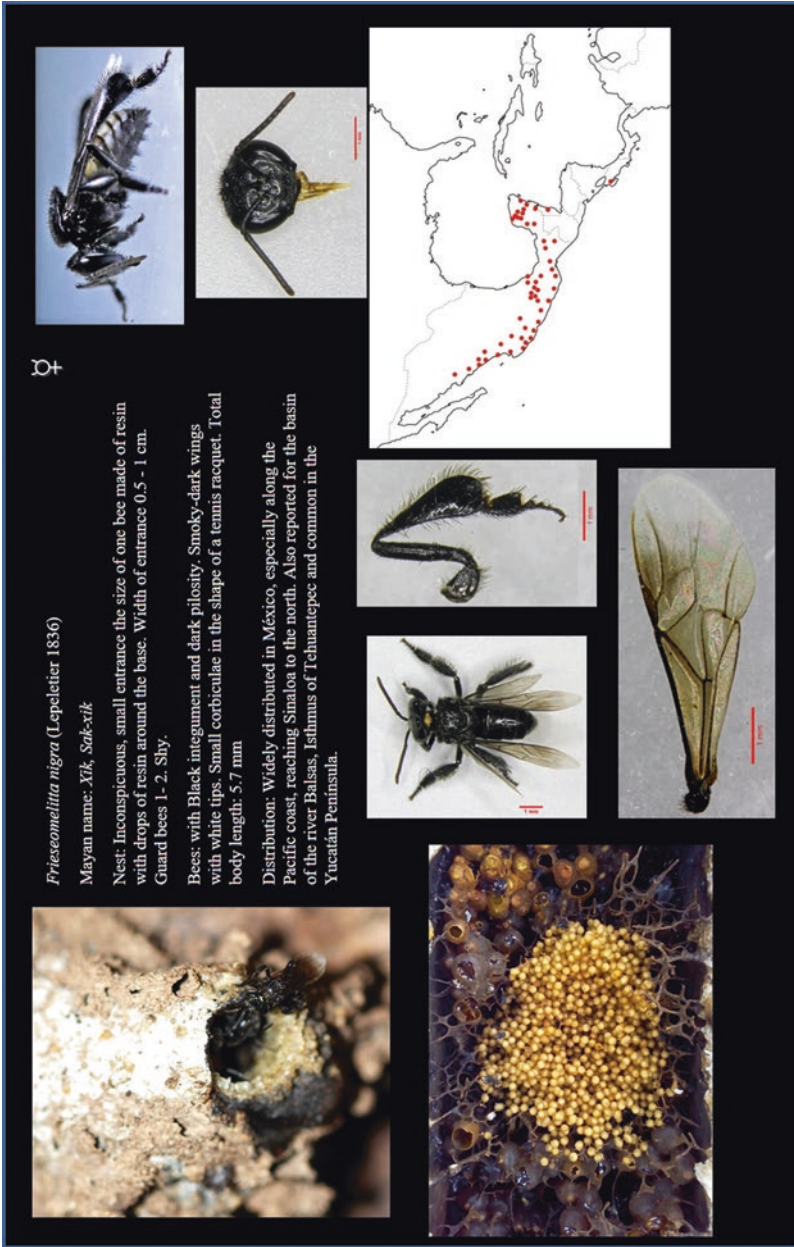 Frieseomelitta nigra (Lepeletier 1836)
Mayan name: Xik, Sak-xik
Nest: Inconspicuous, small entrance the size of one bee made of resin
with drops of resin around the base. Width of entrance 0.5 - 1 cm.
Guard bees 1- 2. Shy.
Bees: with Black integument and dark pilosity. Smoky-dark wings
with white tips. Small corbiculae in the shape of a tennis racquet. Total
body length: 5.7 mm
Distribution: Widely distributed in México, especially along the
Pacific coast, reaching Sinaloa to the north. Also reported for the basin
of the river Balsas, Isthmus of Tehuantepec and common in the
Yucatán Peninsula.
☿
1 mm
1 mm
1 mm
1 mm